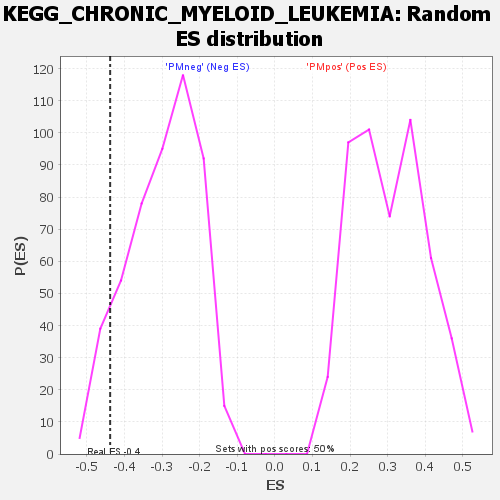 KEGG_CHRONIC_MYELOID_LEUKEMIA: Random
ES distribution
'PMneg' (Neg ES)
'PMpos' (Pos ES)
P(ES)
120
110
100
90
80
70
60
50
40
30
20
10
0
Real ES -0.4
Sets with pos scores: 50%
-0.5 -0.4 -0.3 -0.2 -0.1 0.0 0.1 0.2 0.3 0.4 0.5
ES